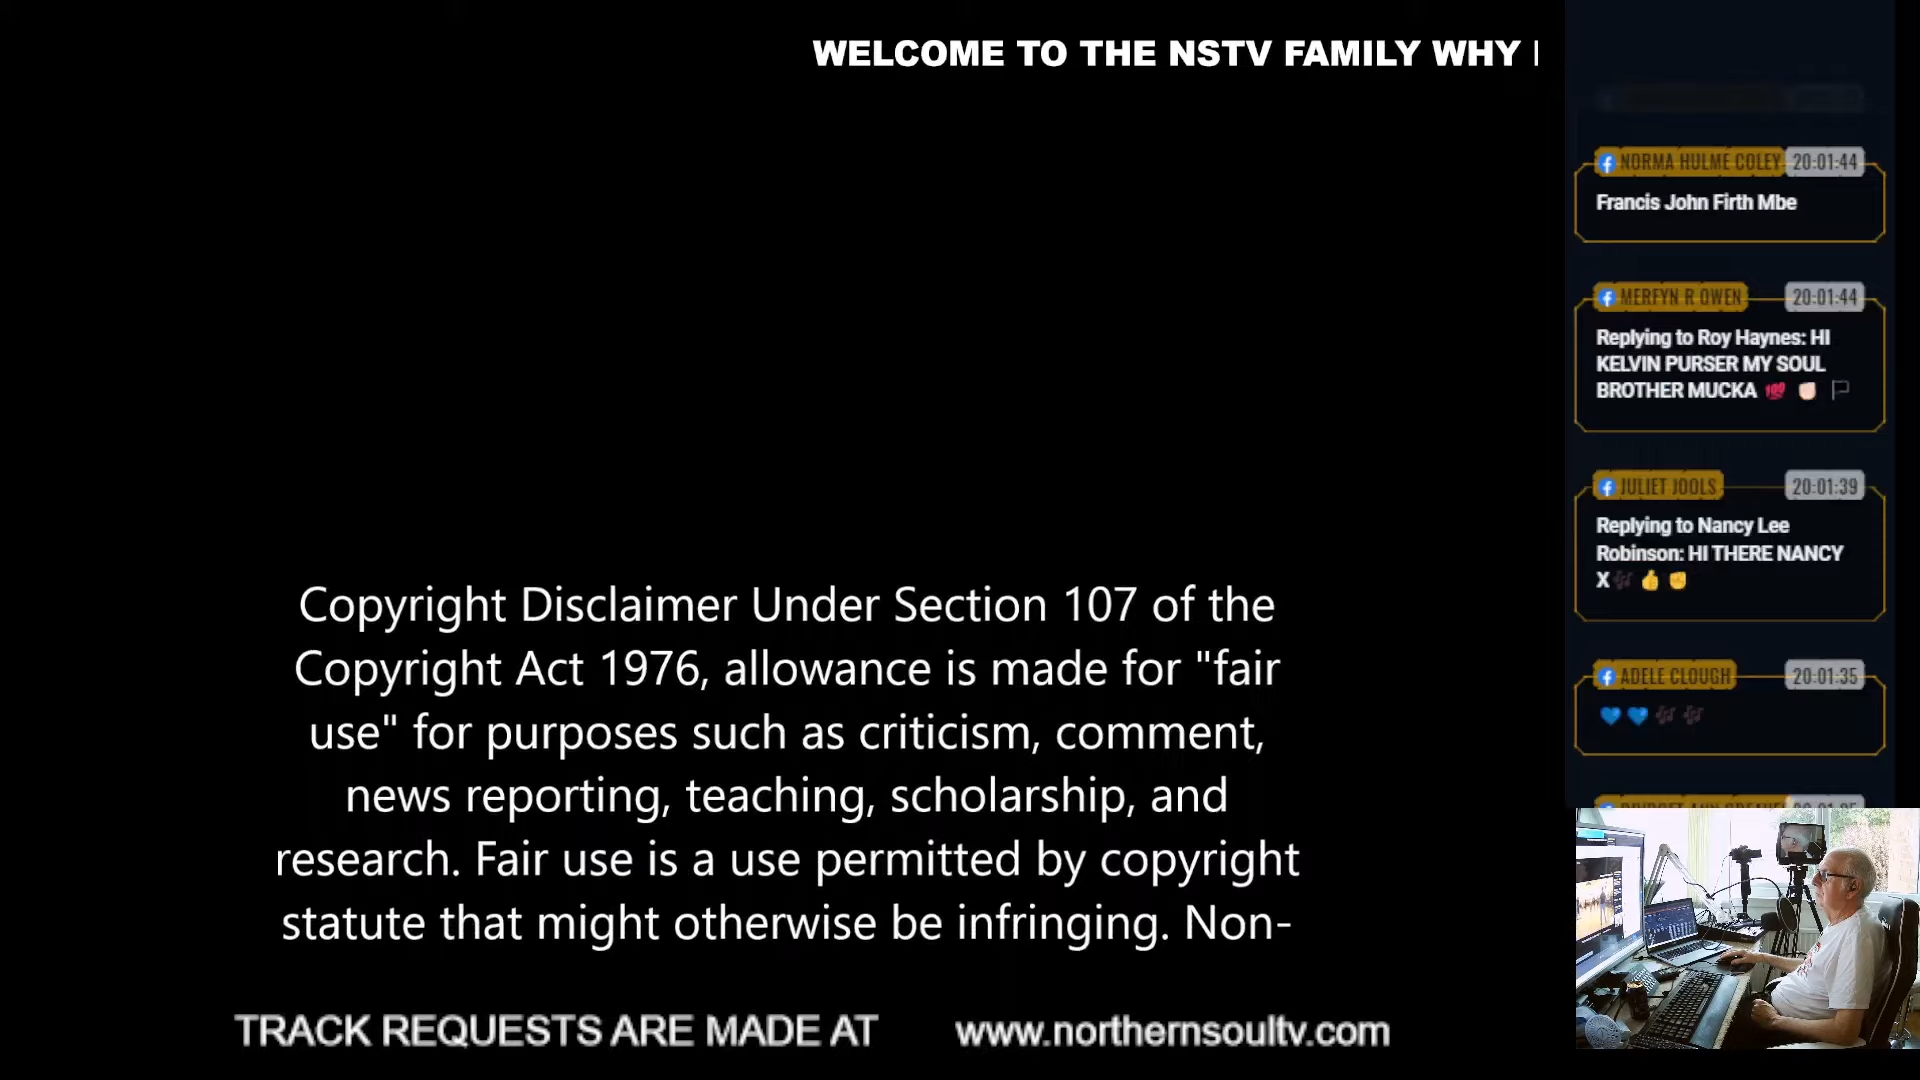 WELCOME TO THE NSTV FAMILY WHY
NORMA HULME COLEY 20:01:44
Francis John Firth Mbe
MERFYN R OWEN 20:01:44
Replying to Roy Haynes: HI
KELVIN PURSER MY SOUL
BROTHER MUCKA 💯 ✊🏻 🏳
JULIET JOOLS 20:01:39
Replying to Nancy Lee
Robinson: HI THERE NANCY
X🎶 👍 ✊
ADELE CLOUGH 20:01:35
💙 💙 🎶 🎶
Copyright Disclaimer Under Section 107 of the
Copyright Act 1976, allowance is made for "fair
use" for purposes such as criticism, comment,
news reporting, teaching, scholarship, and
research. Fair use is a use permitted by copyright
statute that might otherwise be infringing. Non-
TRACK REQUESTS ARE MADE AT www.northernsoultv.com